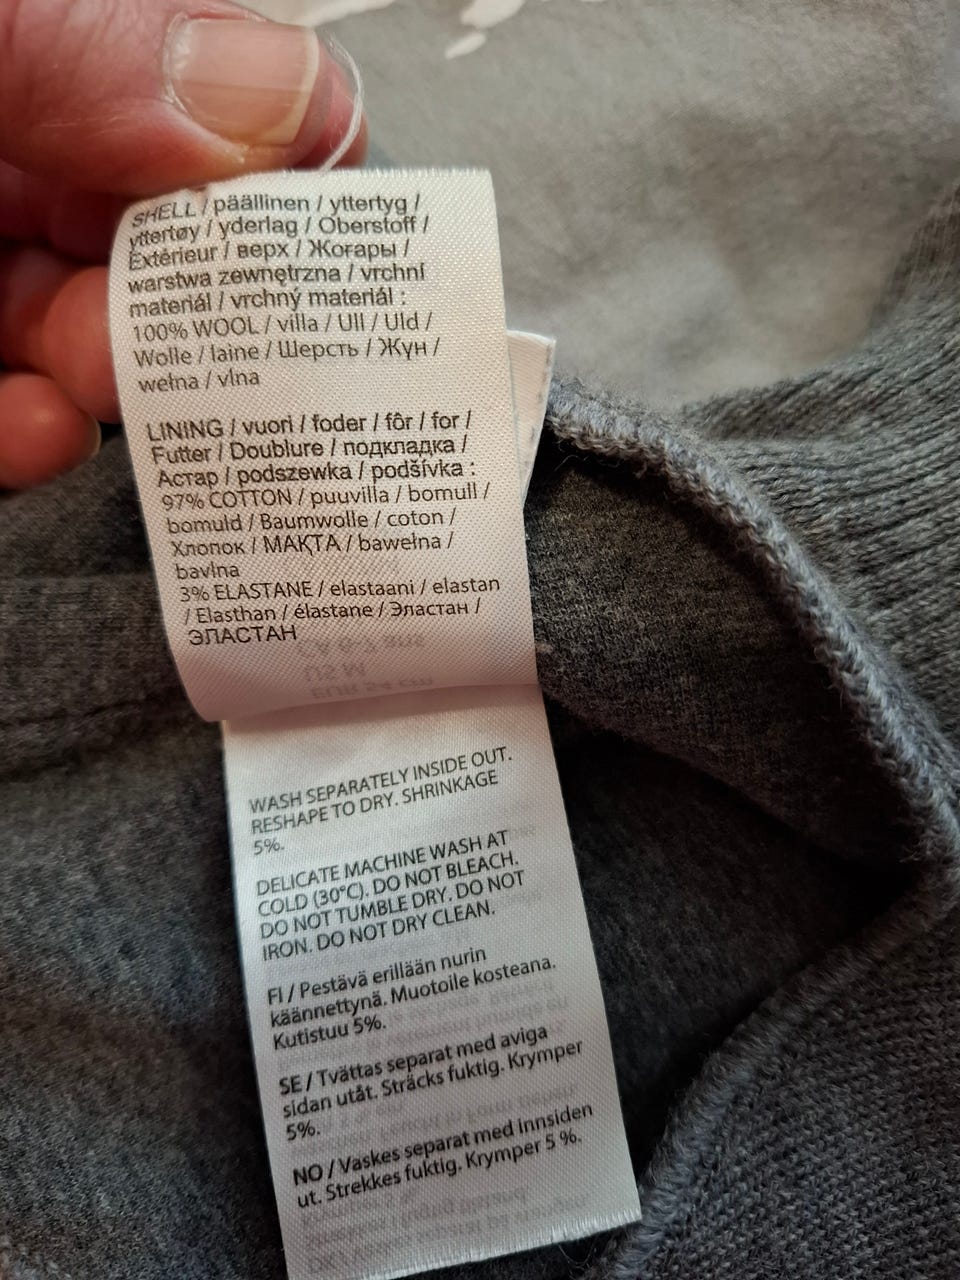 SHELL / päällinen / yttertyg /
yttertøy / yderlag / Oberstoff /
Extérieur / верх / Жоғары /
warstwa zewnętrzna / vrchní
materiál / vrchný materiál :
100% WOOL / villa / Ull / Uld /
Wolle / laine / Шерсть / Жүн /
wełna / vlna
LINING / vuori / foder / fôr / for /
Futter / Doublure / подкладка /
Астар / podszewka / podšívka :
97% COTTON / puuvilla / bomull /
bomuld / Baumwolle / coton /
Хлопок / МАҚТА / bawełna /
bavlna
3% ELASTANE / elastaani / elastan
/ Elasthan / élastane / Эластан /
ЭЛАСТАН
WASH SEPARATELY INSIDE OUT.
RESHAPE TO DRY. SHRINKAGE
5%.
DELICATE MACHINE WASH AT
COLD (30°C). DO NOT BLEACH.
DO NOT TUMBLE DRY. DO NOT
IRON. DO NOT DRY CLEAN.
FI / Pestävä erillään nurin
käännettynä. Muotoile kosteana.
Kutistuu 5%.
SE / Tvättas separat med aviga
sidan utåt. Sträcks fuktig. Krymper
5%.
NO / Vaskes separat med innsiden
ut. Strekkes fuktig. Krymper 5 %.